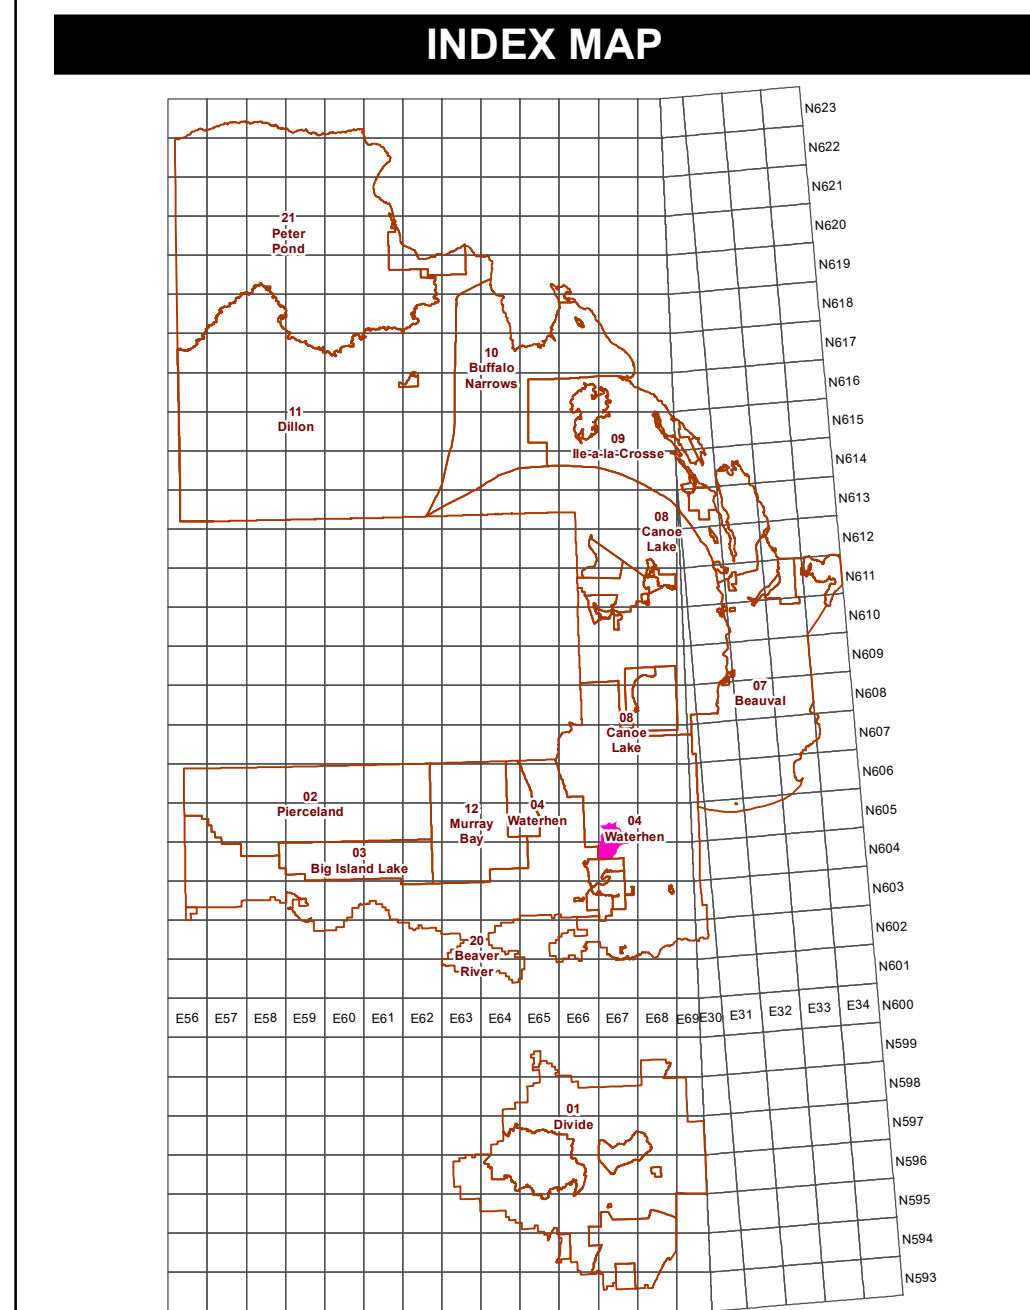 INDEX MAP
N623
N622
N621
N620
N619
N618
N617
N616
N615
N614
N613
N612
N611
N610
N609
N608
N607
N606
N605
N604
N603
N602
N601
N600
N599
N598
N597
N596
N595
N594
N593
21
Peter
Pond
10
Buffalo
Narrows
11
Dillon
09
Ile-a-la-Crosse
08
Canoe
Lake
07
Beauval
08
Canoe
Lake
02
Pierceland
12
Murray
Bay
04
Waterhen
04
Waterhen
03
Big Island Lake
20
Beaver
River
E56 E57 E58 E59 E60 E61 E62 E63 E64 E65 E66 E67 E68 E69 E30 E31 E32 E33 E34
01
Divide